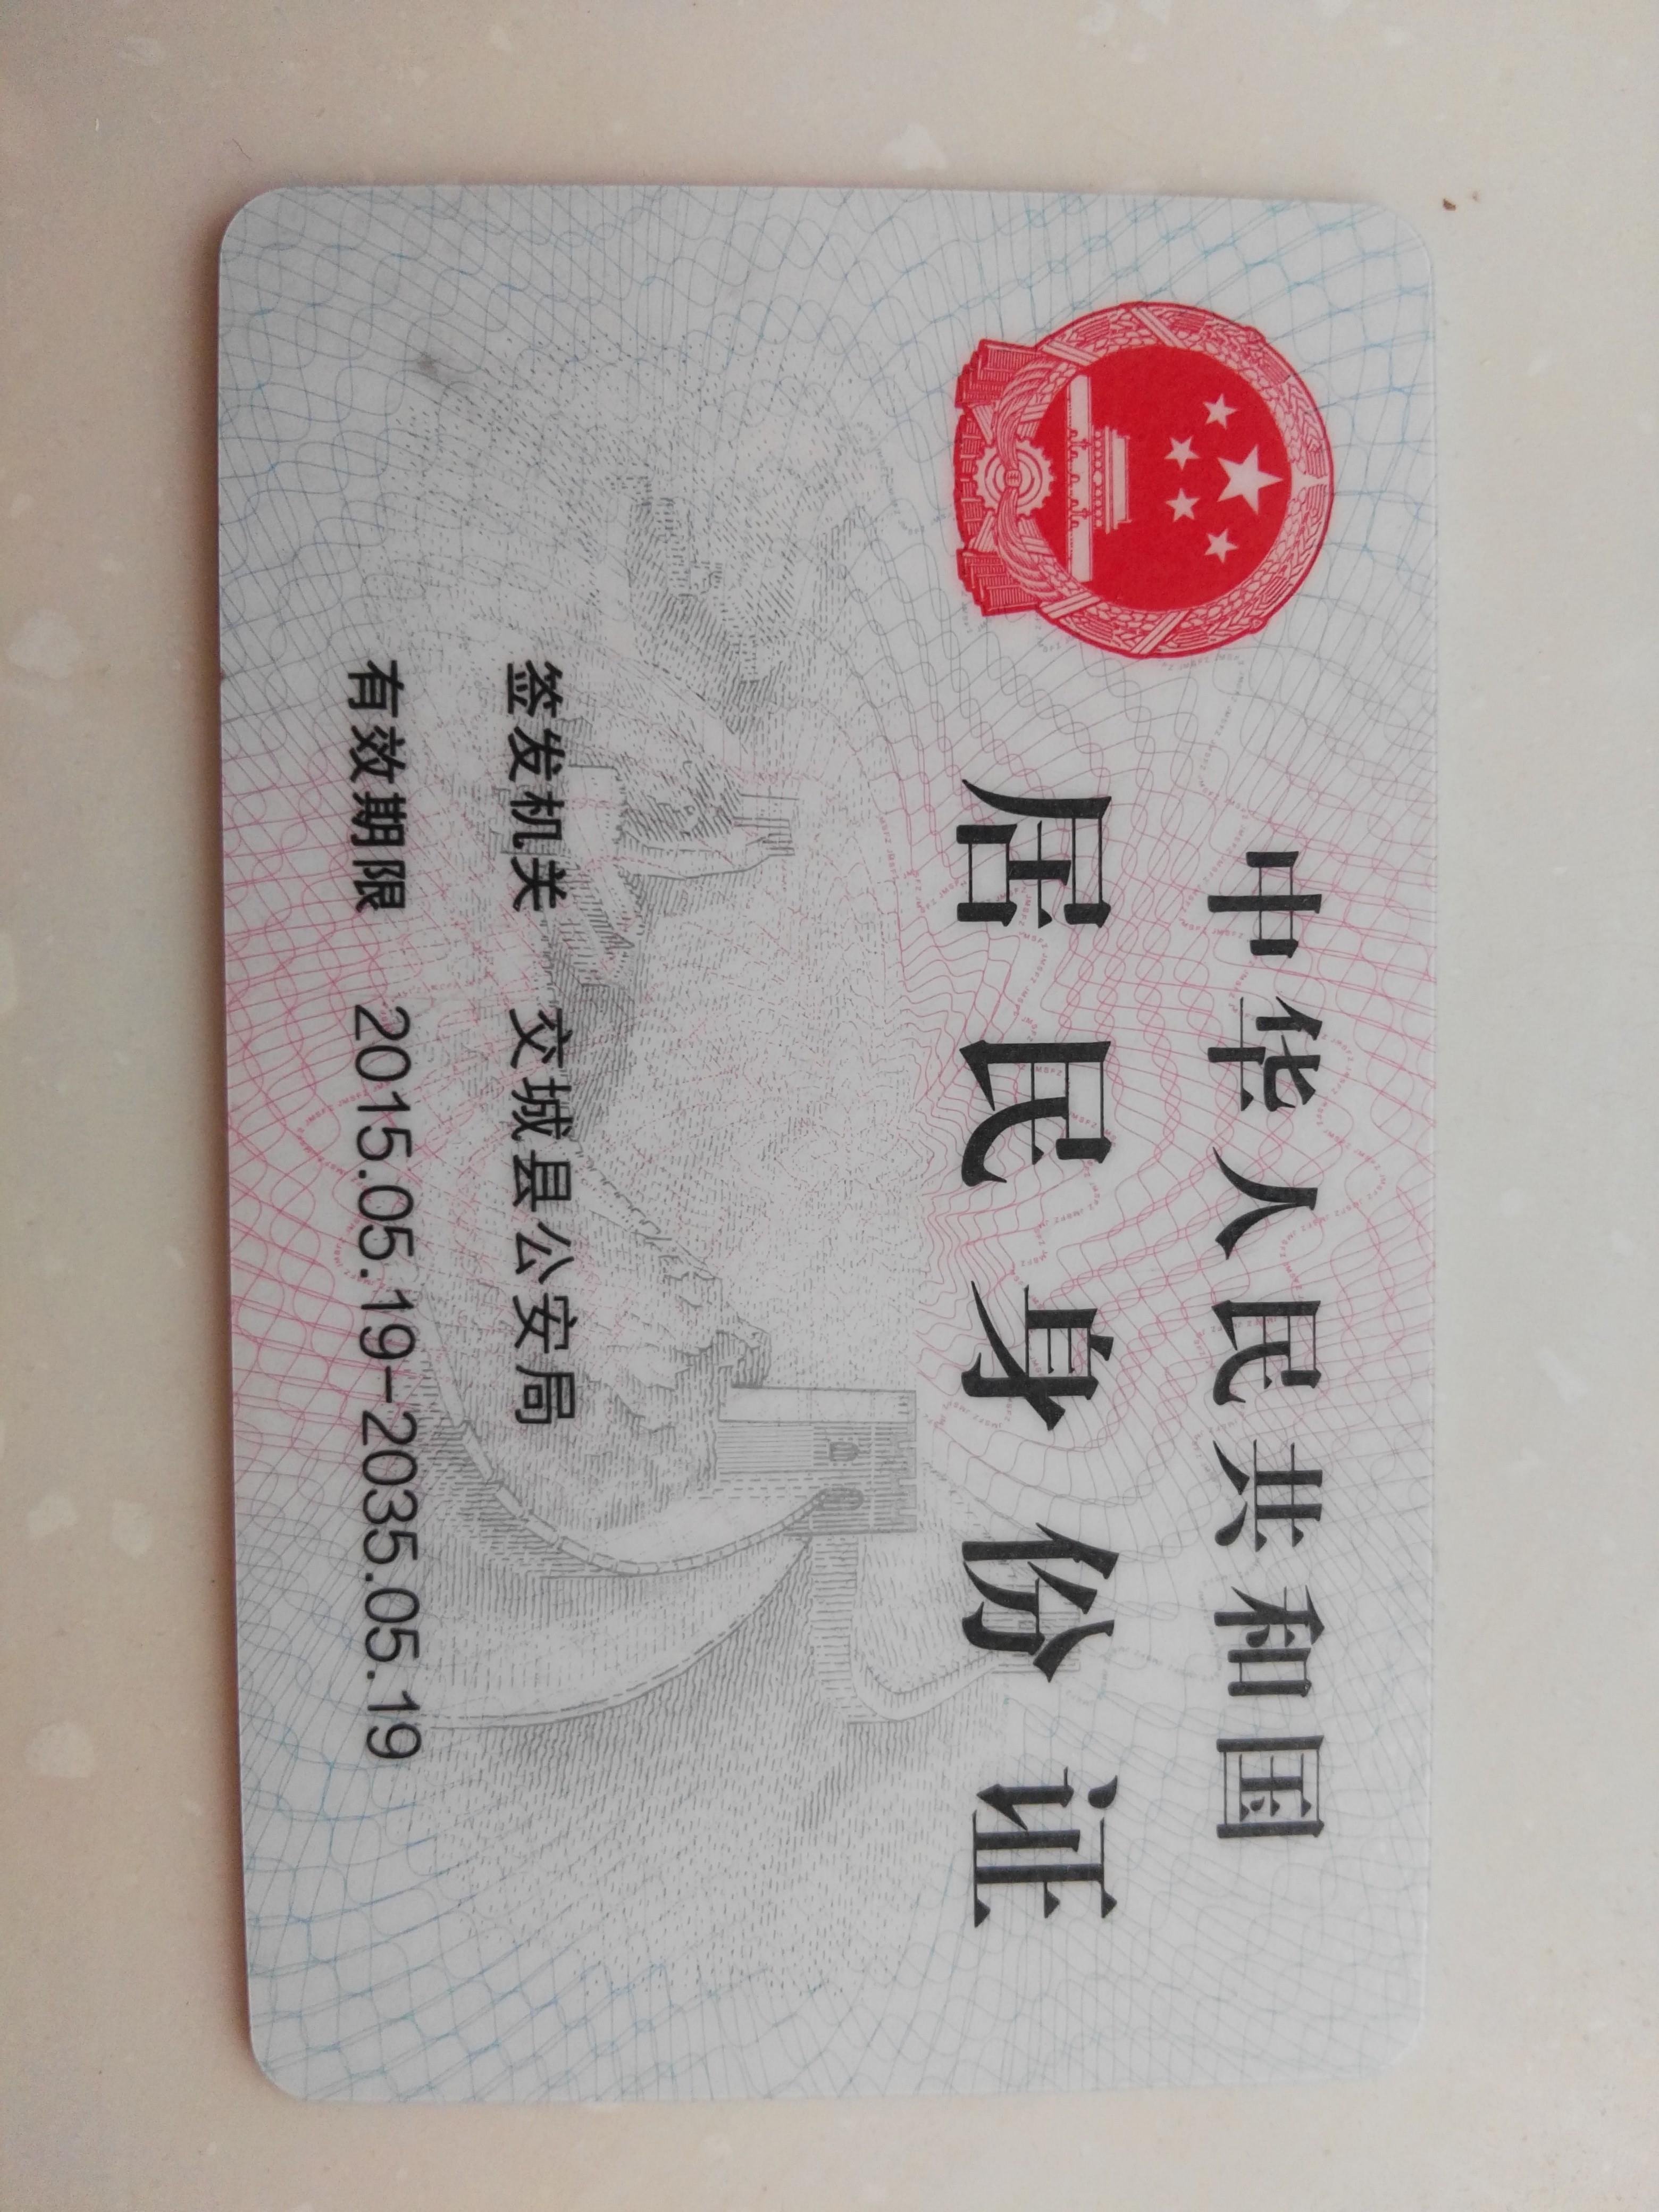 中华人民共和国
居民身份证
签发机关 交城县公安局
有效期限 2015.05.19-2035.05.19